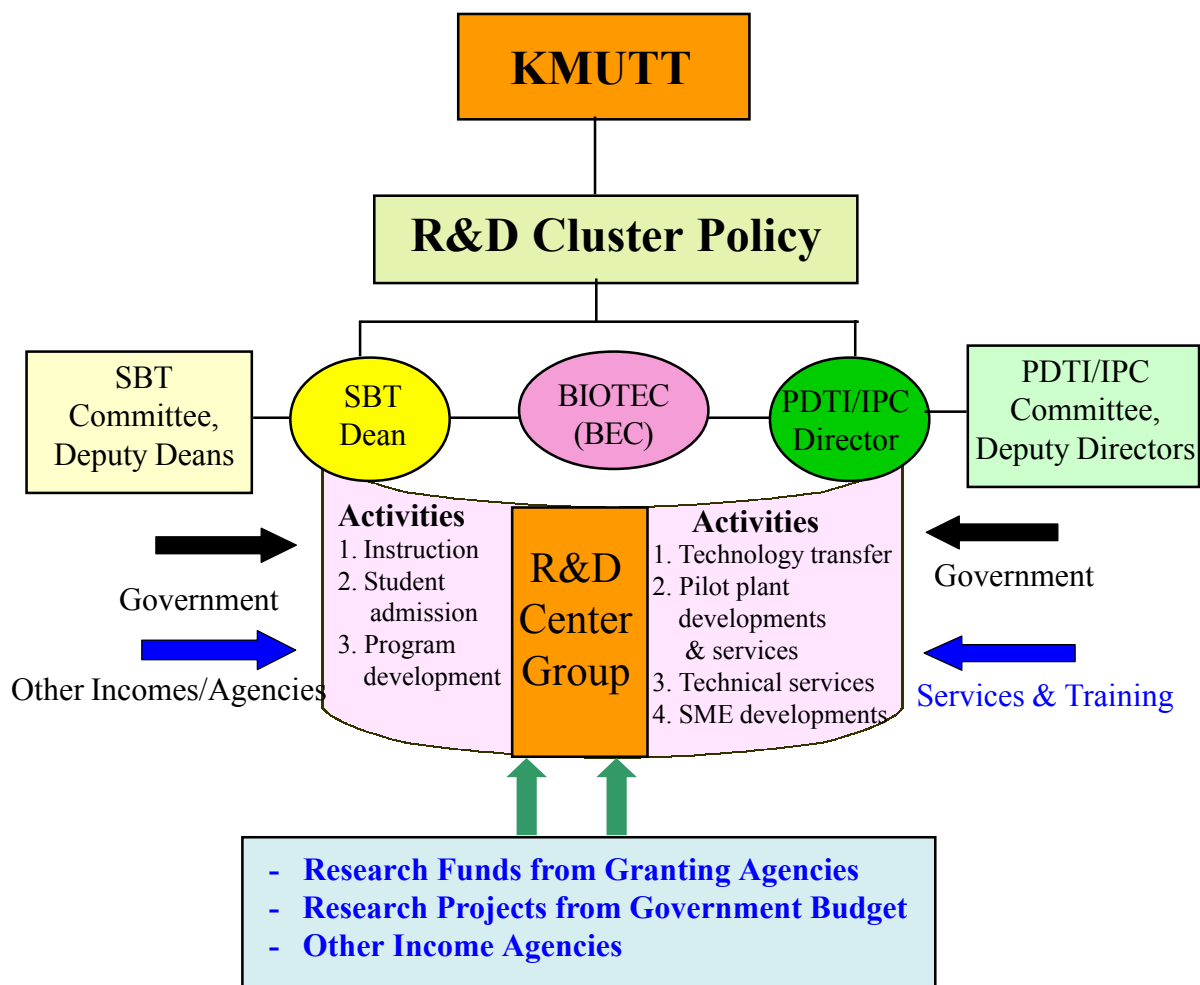 KMUTT
R&D Cluster Policy
SBT
Committee,
Deputy Deans
SBT
Dean
BIOTEC
(BEC)
PDTI/IPC
Director
PDTI/IPC
Committee,
Deputy Directors
Government
Other Incomes/Agencies
Activities
1. Instruction
2. Student
admission
3. Program
development
R&D
Center
Group
Activities
1. Technology transfer
2. Pilot plant
developments
& services
3. Technical services
4. SME developments
Government
Services & Training
- Research Funds from Granting Agencies
- Research Projects from Government Budget
- Other Income Agencies